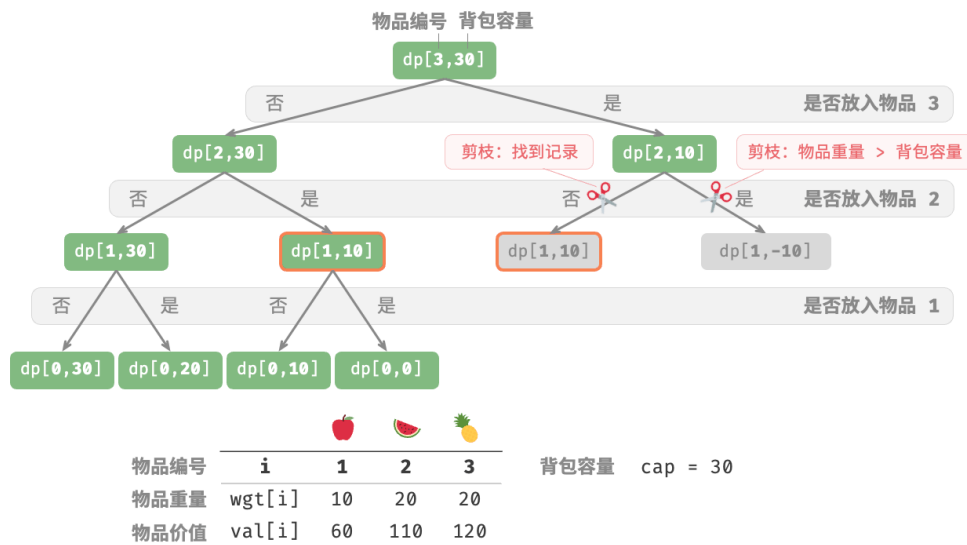 物品编号 背包容量
dp[3,30]
否 是 是否放入物品 3
dp[2,30] 剪枝：找到记录 dp[2,10] 剪枝：物品重量 > 背包容量
否 是 否 是 是否放入物品 2
dp[1,30] dp[1,10] dp[1,10] dp[1,-10]
否 是 否 是 是否放入物品 1
dp[0,30] dp[0,20] dp[0,10] dp[0,0]
物品编号 i 1 2 3 背包容量 cap = 30
物品重量 wgt[i] 10 20 20
物品价值 val[i] 60 110 120